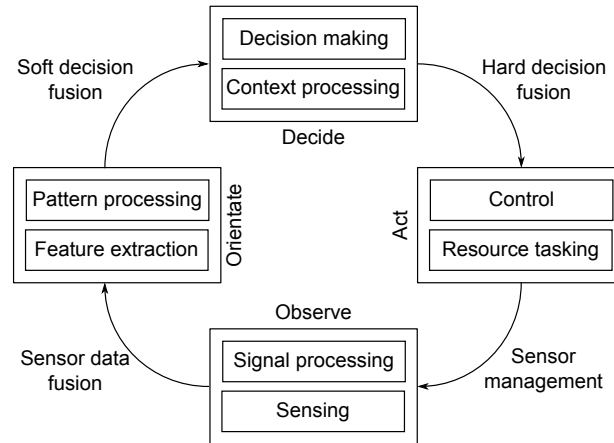 Decision making
Context processing
Decide
Soft decision
fusion
Hard decision
fusion
Pattern processing
Feature extraction
Orientate
Act
Control
Resource tasking
Observe
Signal processing
Sensing
Sensor data
fusion
Sensor
management